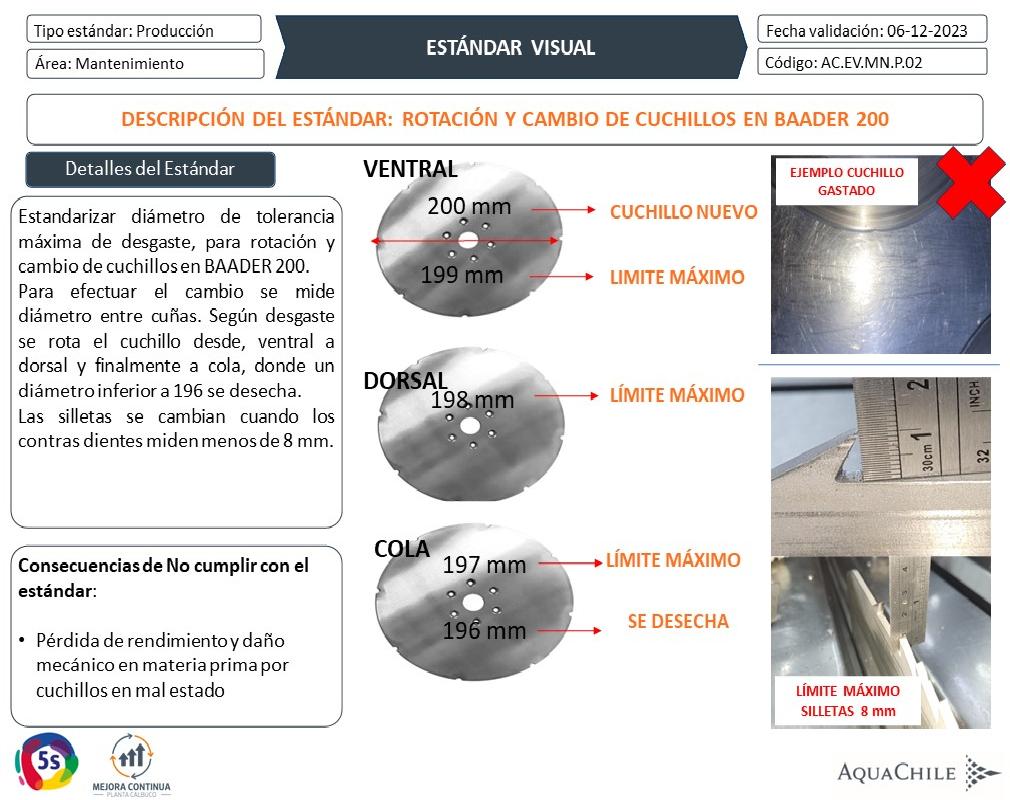 Tipo estándar: Producción
Área: Mantenimiento
ESTÁNDAR VISUAL
Fecha validación: 06-12-2023
Código: AC.EV.MN.P.02
DESCRIPCIÓN DEL ESTÁNDAR: ROTACIÓN Y CAMBIO DE CUCHILLOS EN BAADER 200
Detalles del Estándar
Estandarizar diámetro de tolerancia
máxima de desgaste, para rotación y
cambio de cuchillos en BAADER 200.
Para efectuar el cambio se mide
diámetro entre cuñas. Según desgaste
se rota el cuchillo desde, ventral a
dorsal y finalmente a cola, donde un
diámetro inferior a 196 se desecha.
Las silletas se cambian cuando los
contras dientes miden menos de 8 mm.
Consecuencias de No cumplir con el
estándar:
• Pérdida de rendimiento y daño
mecánico en materia prima por
cuchillos en mal estado
VENTRAL
200 mm
CUCHILLO NUEVO
199 mm
LIMITE MÁXIMO
DORSAL
198 mm
LÍMITE MÁXIMO
COLA
197 mm
LÍMITE MÁXIMO
196 mm
SE DESECHA
EJEMPLO CUCHILLO
GASTADO
2
1
INCH
30cm
32
LÍMITE MÁXIMO
SILLETAS 8 mm
5s
MEJORA CONTINUA
PLANTA CALBUCO
AQUACHILE